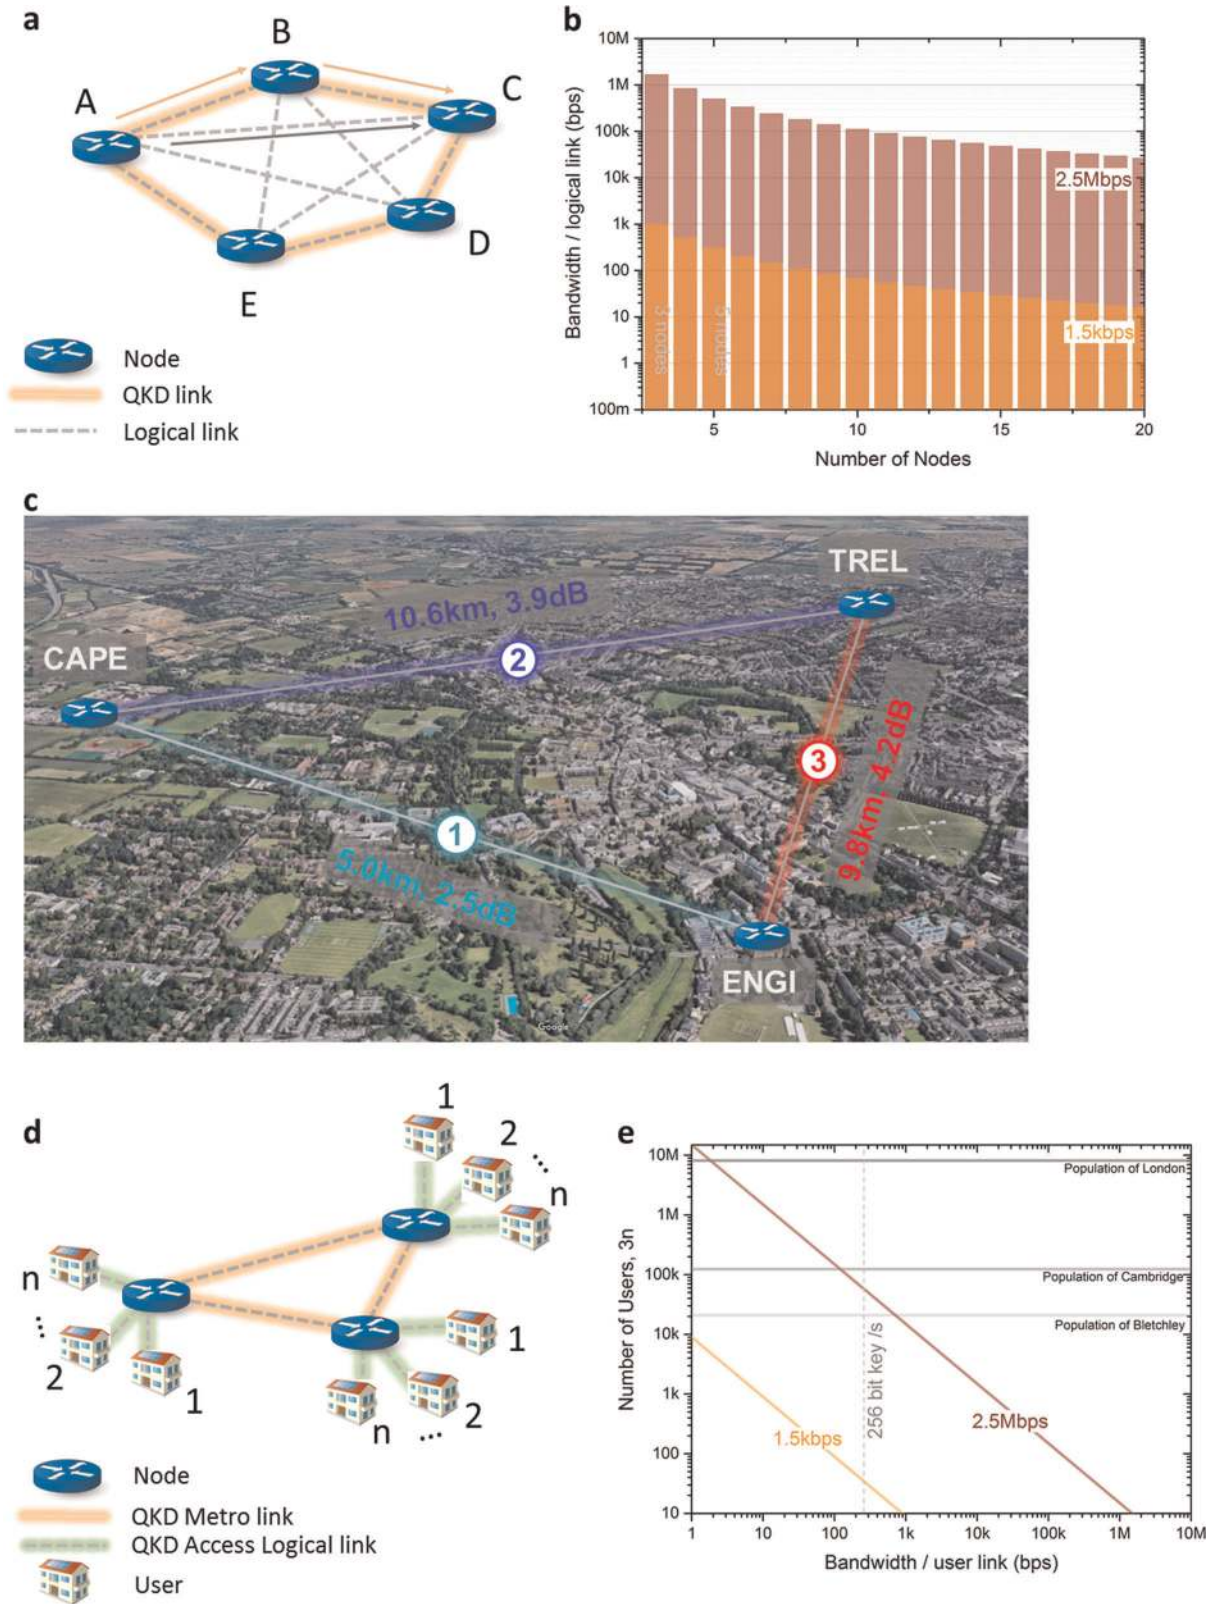 a
B
A
C
D
E
Node
QKD link
Logical link
b
Bandwidth / logical link (bps)
10M
1M
100k
10k
1k
100
10
1
100m
2.5Mbps
1.5kbps
3 nodes
5 nodes
5
10
15
20
Number of Nodes
c
TREL
10.6km, 3.9dB
CAPE
2
3
9.8km, 4.2dB
1
5.0km, 2.5dB
ENGI
Google
d
1
2
...
n
n
...
2
1
1
2
...
n
Node
QKD Metro link
QKD Access Logical link
User
e
Number of Users, 3n
10M
1M
100k
10k
1k
100
10
Population of London
Population of Cambridge
Population of Bletchley
256 bit key /s
1.5kbps
2.5Mbps
1
10
100
1k
10k
100k
1M
10M
Bandwidth / user link (bps)